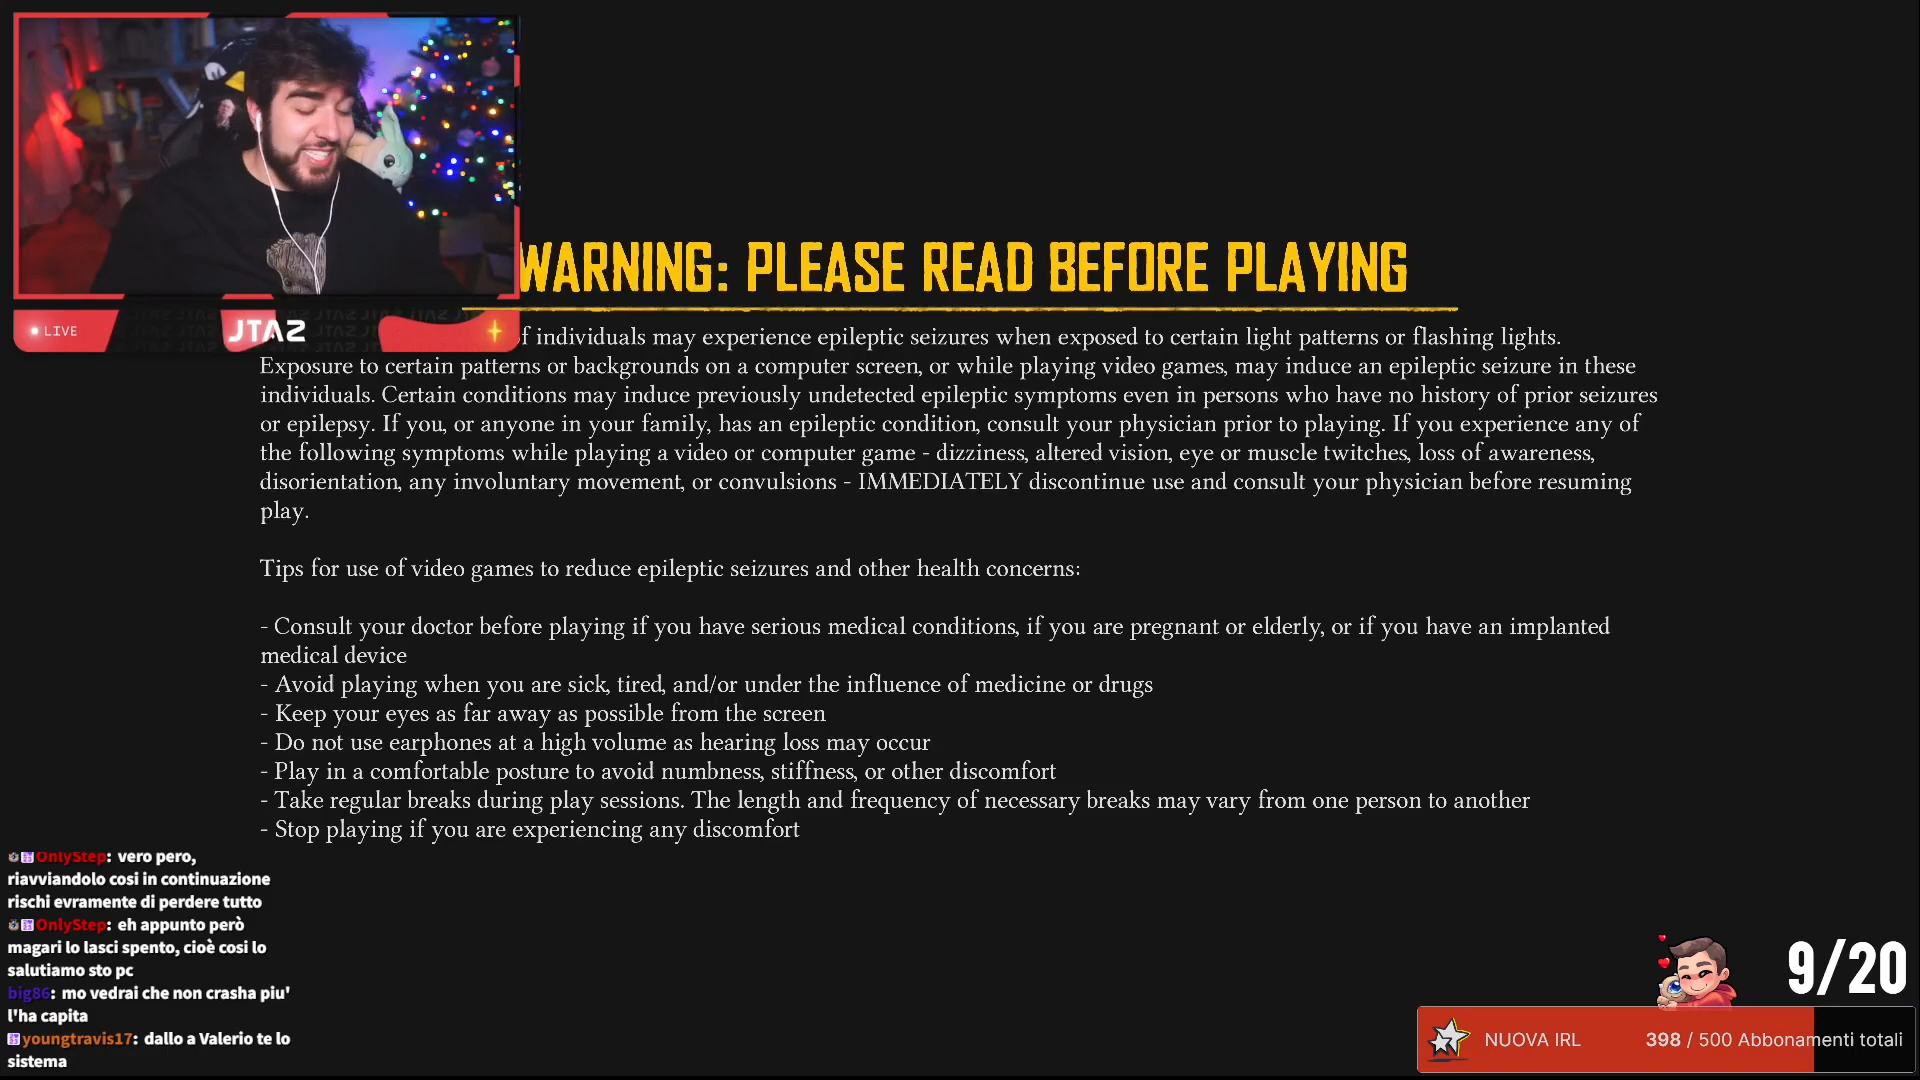 WARNING: PLEASE READ BEFORE PLAYING
LIVE
JTAZ
of individuals may experience epileptic seizures when exposed to certain light patterns or flashing lights.
Exposure to certain patterns or backgrounds on a computer screen, or while playing video games, may induce an epileptic seizure in these
individuals. Certain conditions may induce previously undetected epileptic symptoms even in persons who have no history of prior seizures
or epilepsy. If you, or anyone in your family, has an epileptic condition, consult your physician prior to playing. If you experience any of
the following symptoms while playing a video or computer game - dizziness, altered vision, eye or muscle twitches, loss of awareness,
disorientation, any involuntary movement, or convulsions - IMMEDIATELY discontinue use and consult your physician before resuming
play.
Tips for use of video games to reduce epileptic seizures and other health concerns:
- Consult your doctor before playing if you have serious medical conditions, if you are pregnant or elderly, or if you have an implanted
medical device
- Avoid playing when you are sick, tired, and/or under the influence of medicine or drugs
- Keep your eyes as far away as possible from the screen
- Do not use earphones at a high volume as hearing loss may occur
- Play in a comfortable posture to avoid numbness, stiffness, or other discomfort
- Take regular breaks during play sessions. The length and frequency of necessary breaks may vary from one person to another
- Stop playing if you are experiencing any discomfort
OnlyStep: vero pero,
riavviandolo cosi in continuazione
rischi evramente di perdere tutto
OnlyStep: eh appunto però
magari lo lasci spento, cioè cosi lo
salutiamo sto pc
big86: mo vedrai che non crasha piu'
l'ha capita
youngtravis17: dallo a Valerio te lo
sistema
9/20
NUOVA IRL
398 / 500 Abbonamenti totali